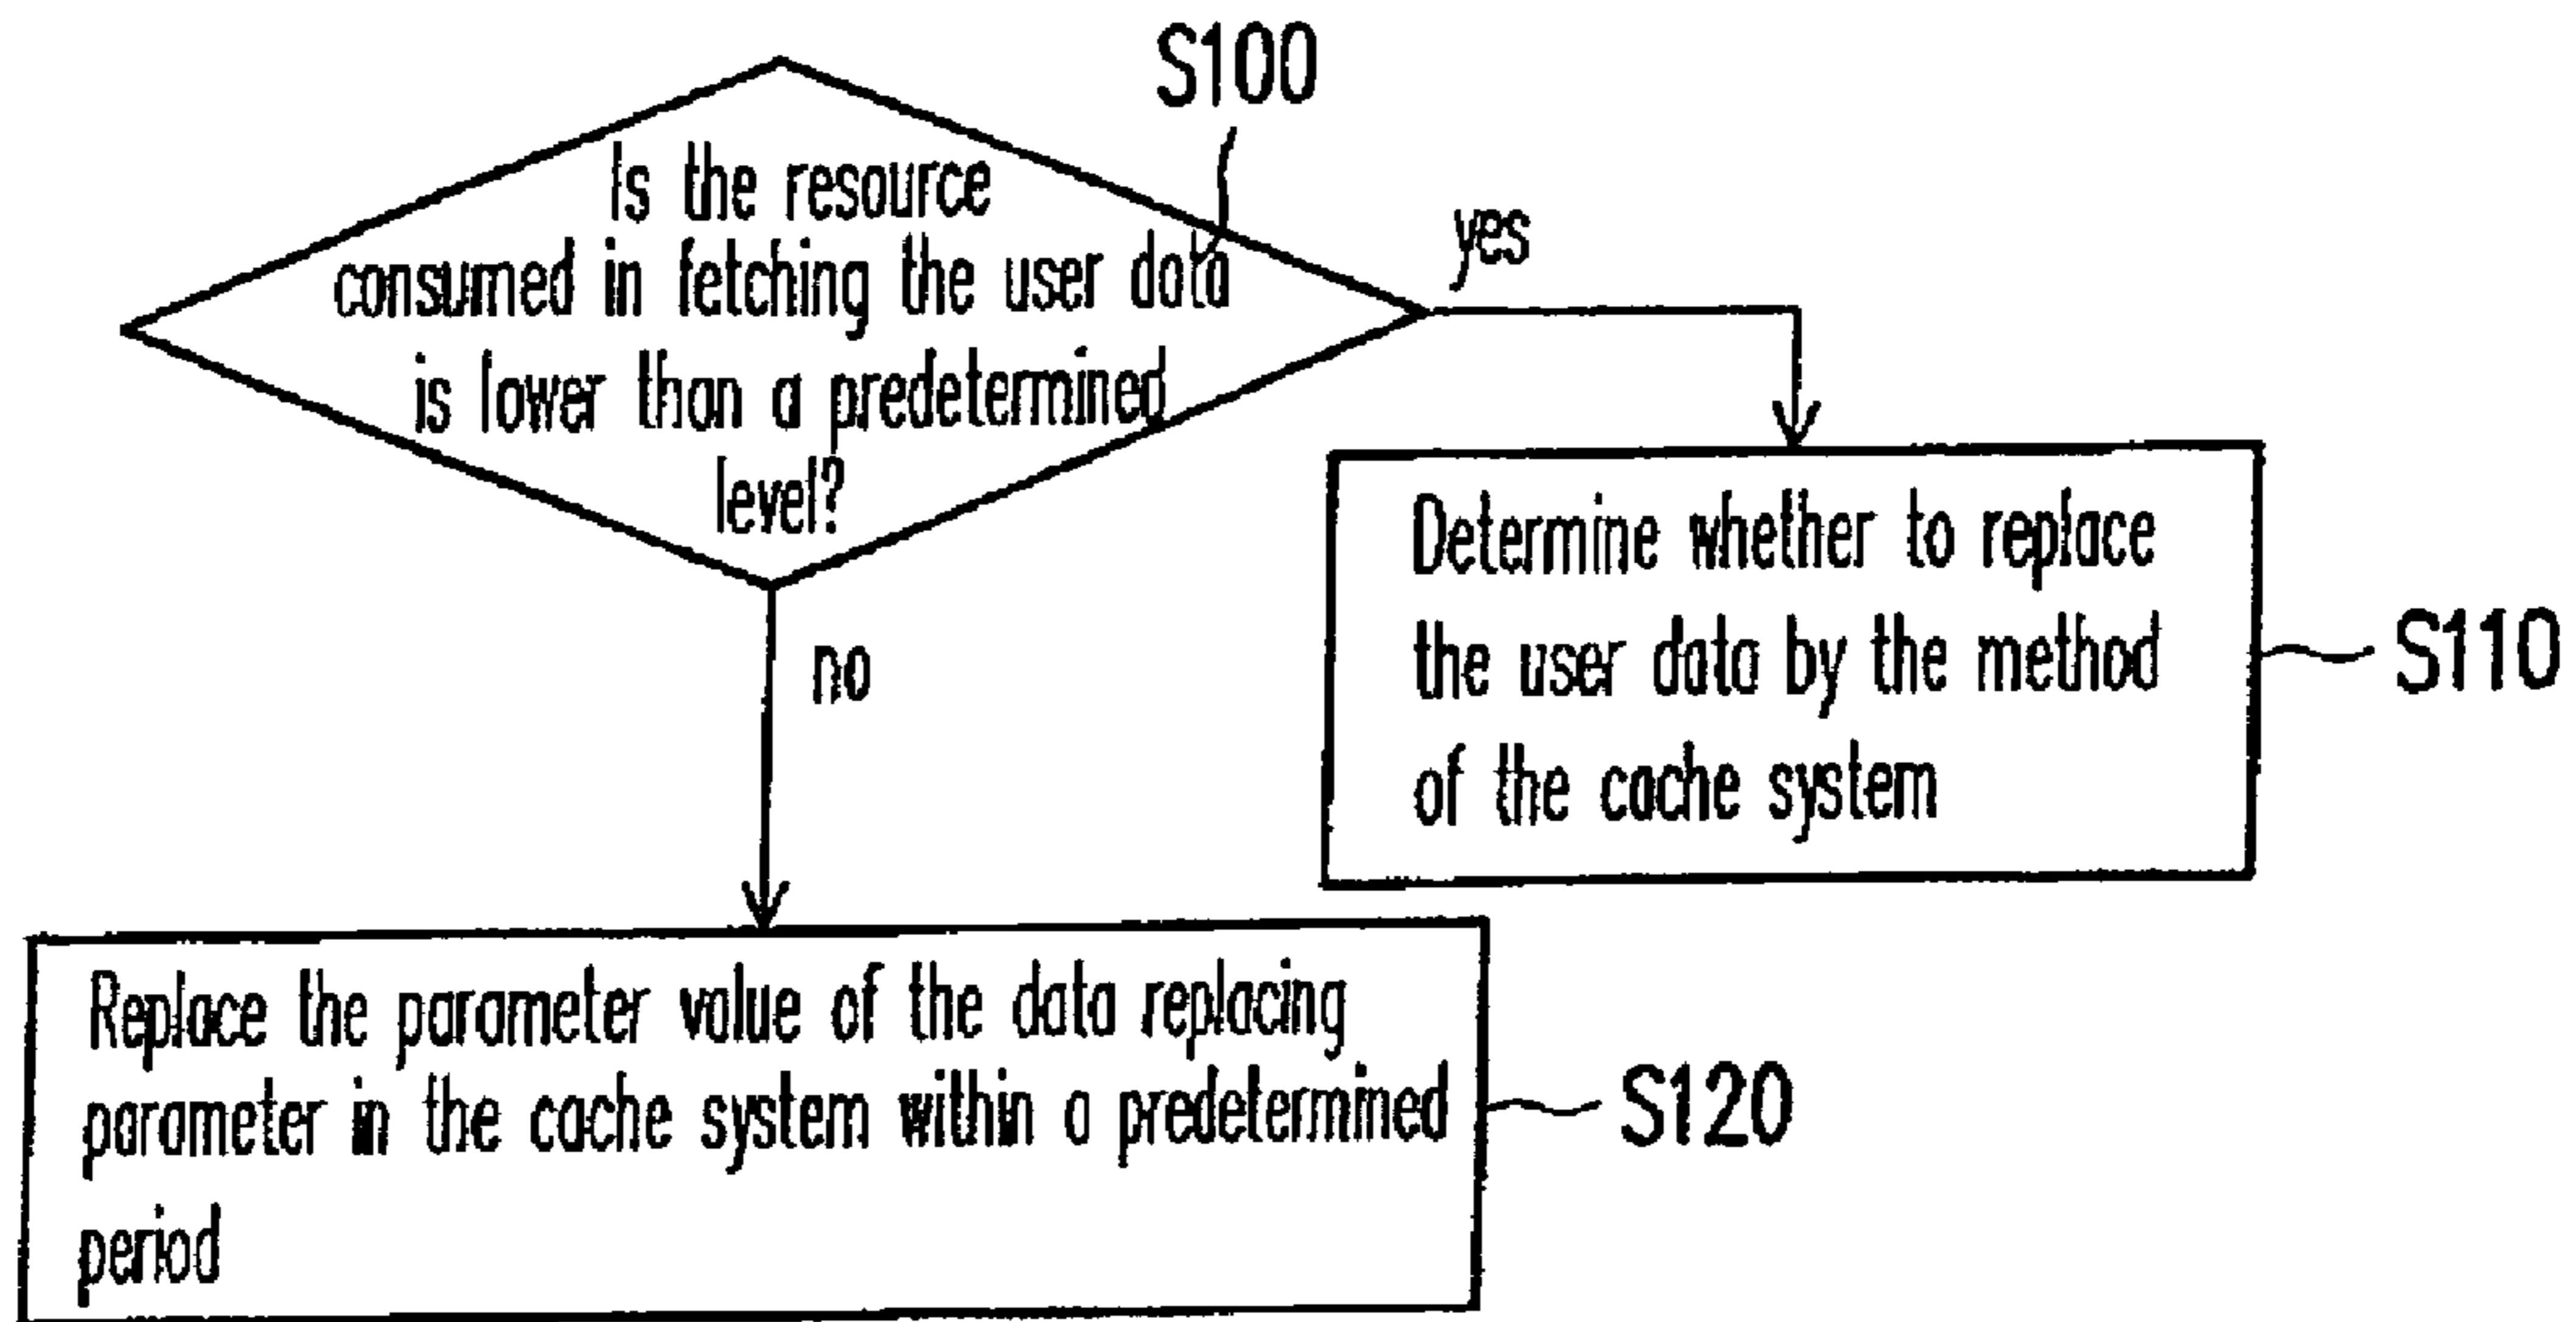 S100
Is the resource
consumed in fetching the user data
is lower than a predetermined
level?
yes
no
Determine whether to replace
the user data by the method
of the cache system
S110
Replace the parameter value of the data replacing
parameter in the cache system within a predetermined
period
S120